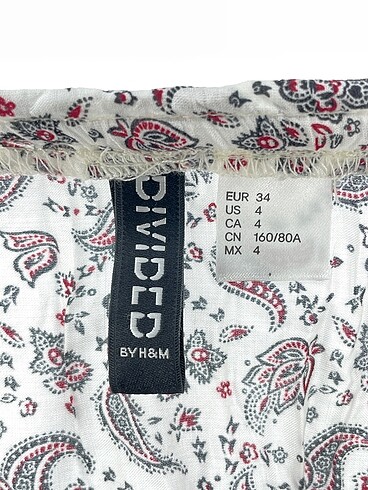 DIVIDED
BY H&M
EUR 34
US 4
CA 4
CN 160/80A
MX 4